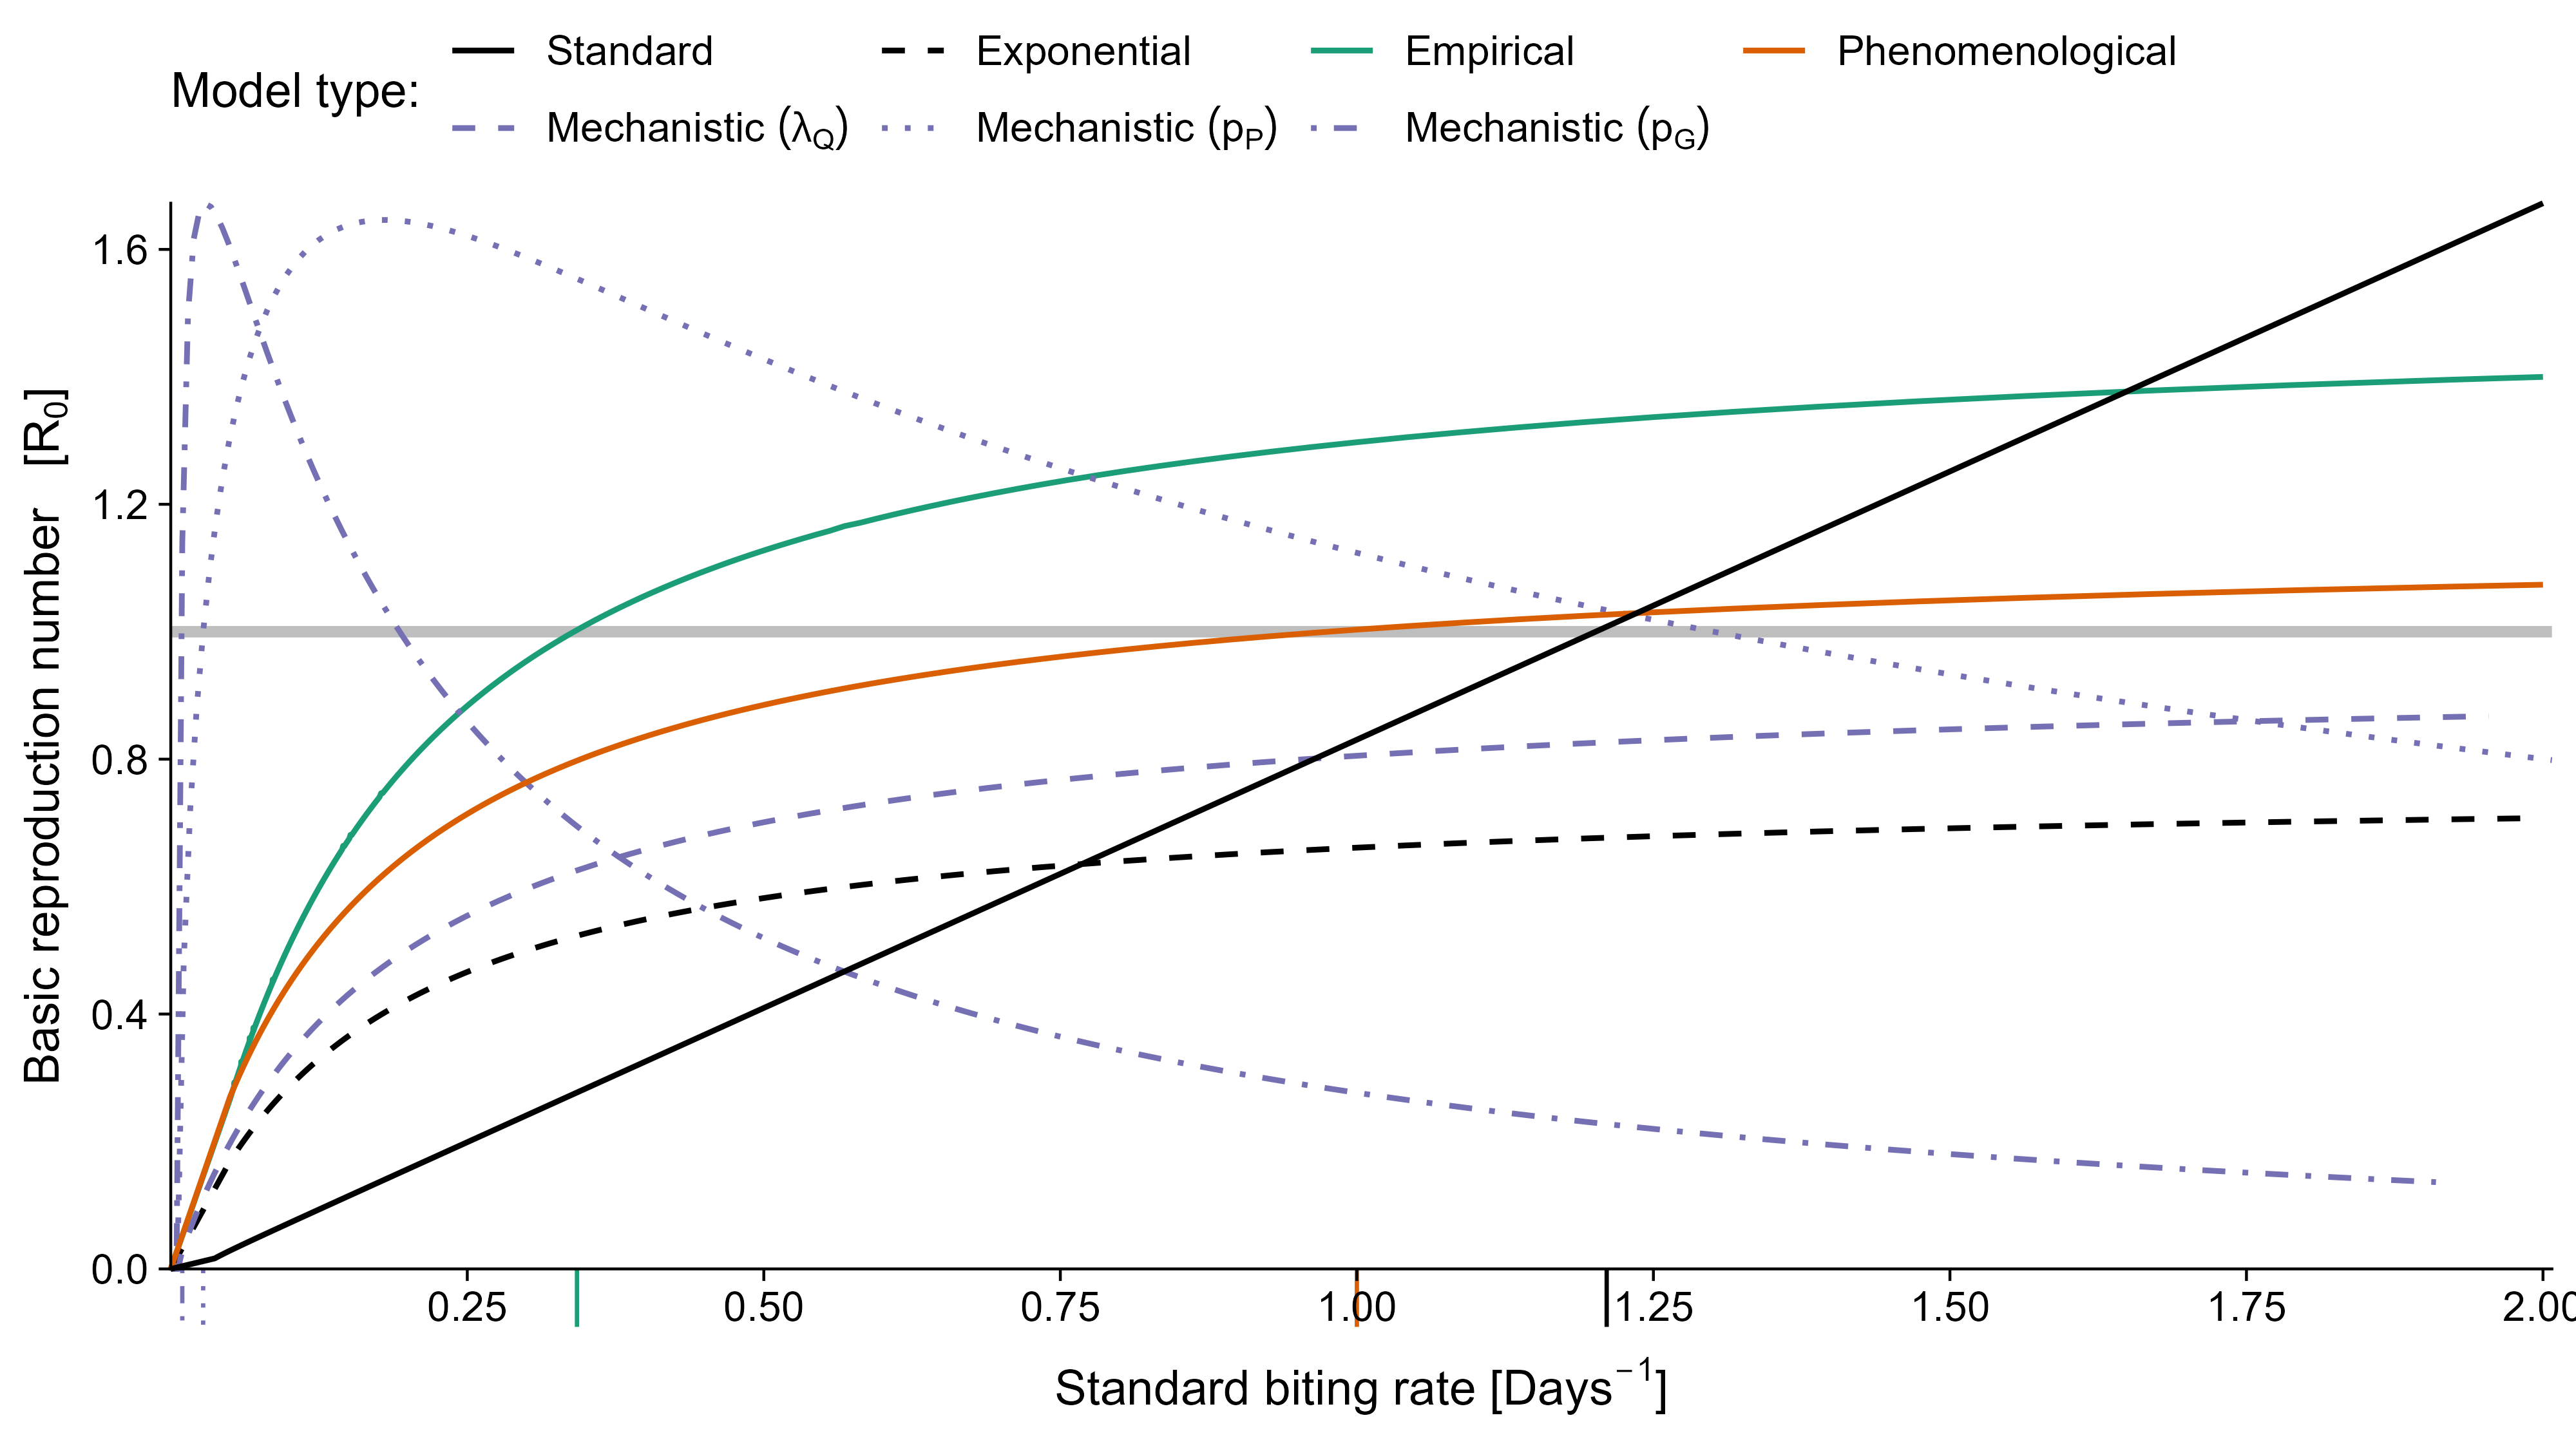 Model type:
Standard Exponential Empirical Phenomenological
Mechanistic (λQ) Mechanistic (pP) Mechanistic (pG)
Basic reproduction number [R0]
1.6
1.2
0.8
0.4
0.0
0.25 0.50 0.75 1.00 1.25 1.50 1.75 2.00
Standard biting rate [Days⁻¹]